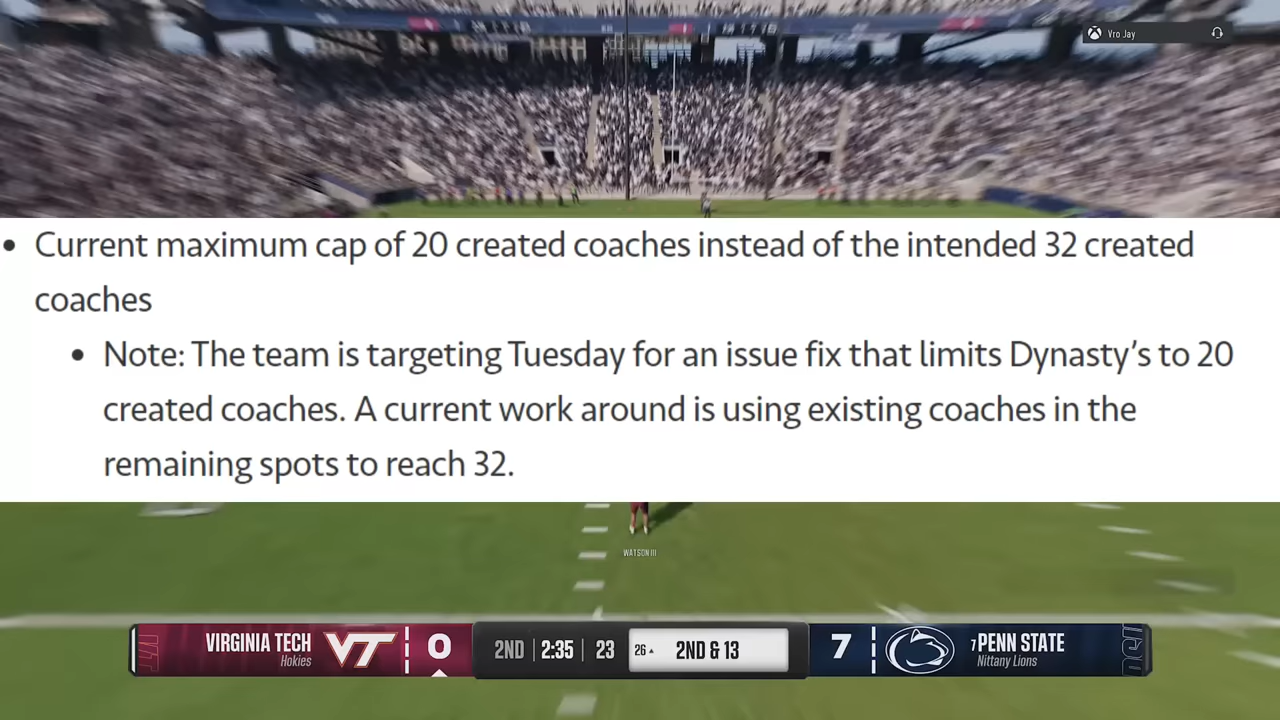 Vro Jay
• Current maximum cap of 20 created coaches instead of the intended 32 created
coaches
• Note: The team is targeting Tuesday for an issue fix that limits Dynasty’s to 20
created coaches. A current work around is using existing coaches in the
remaining spots to reach 32.
WATSON III
VIRGINIA TECH
Hokies
VT
0
2ND 2:35 23
26 2ND & 13
7
7 PENN STATE
Nittany Lions